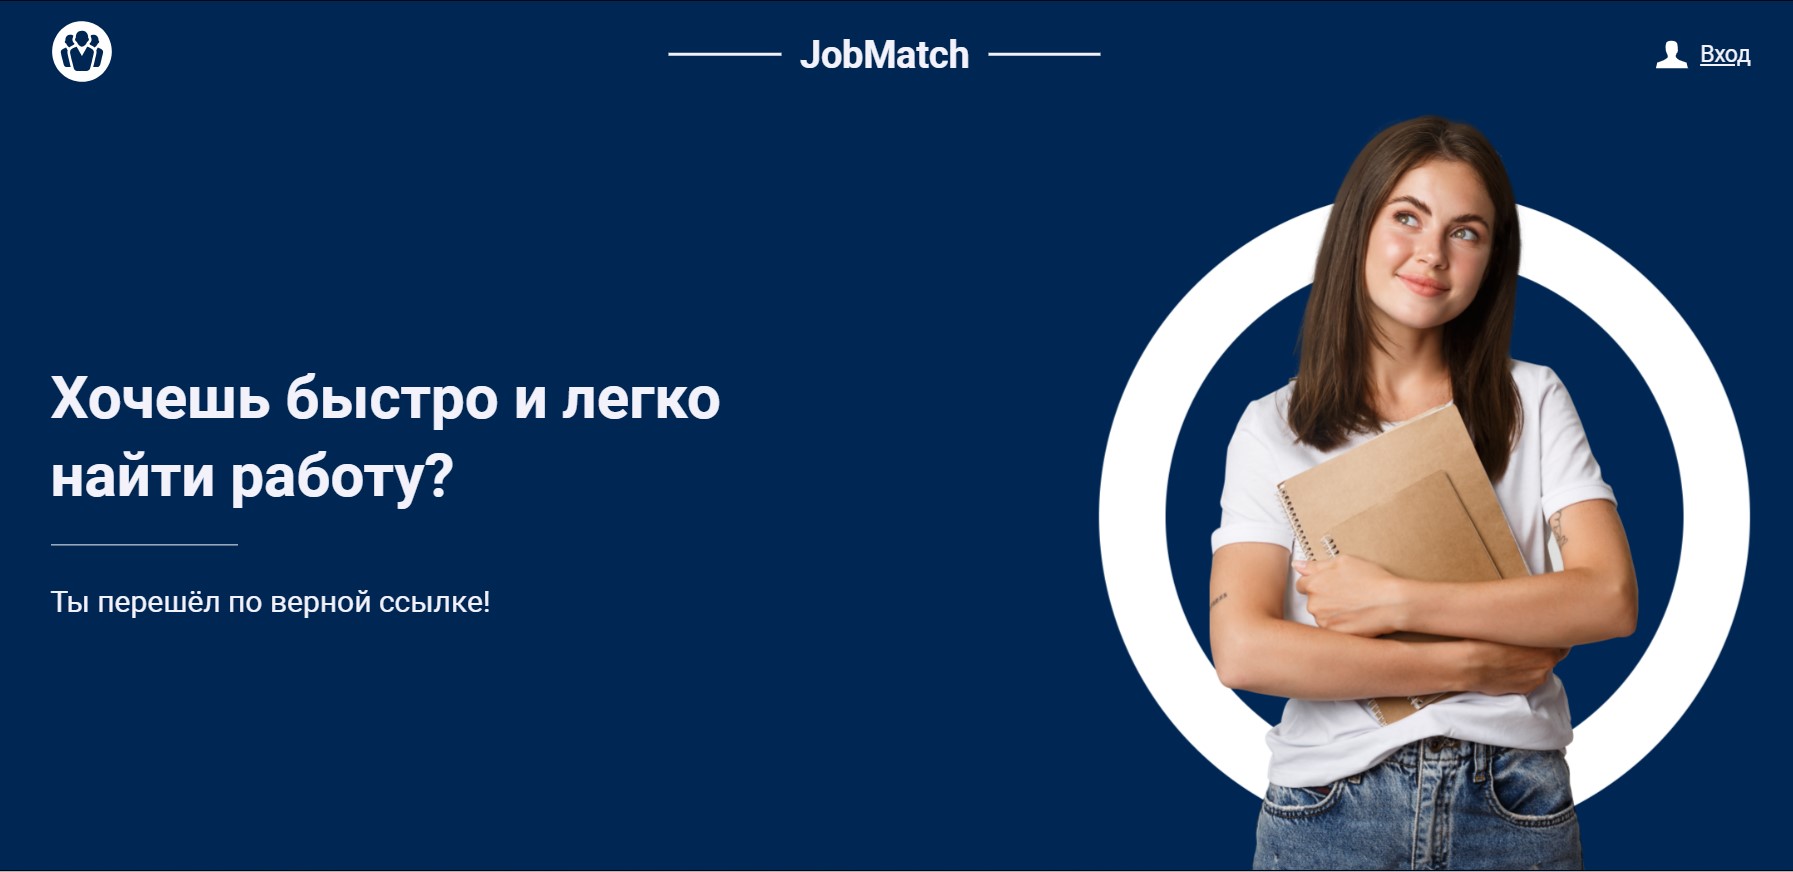 JobMatch
Вход
Хочешь быстро и легко
найти работу?
Ты перешёл по верной ссылке!